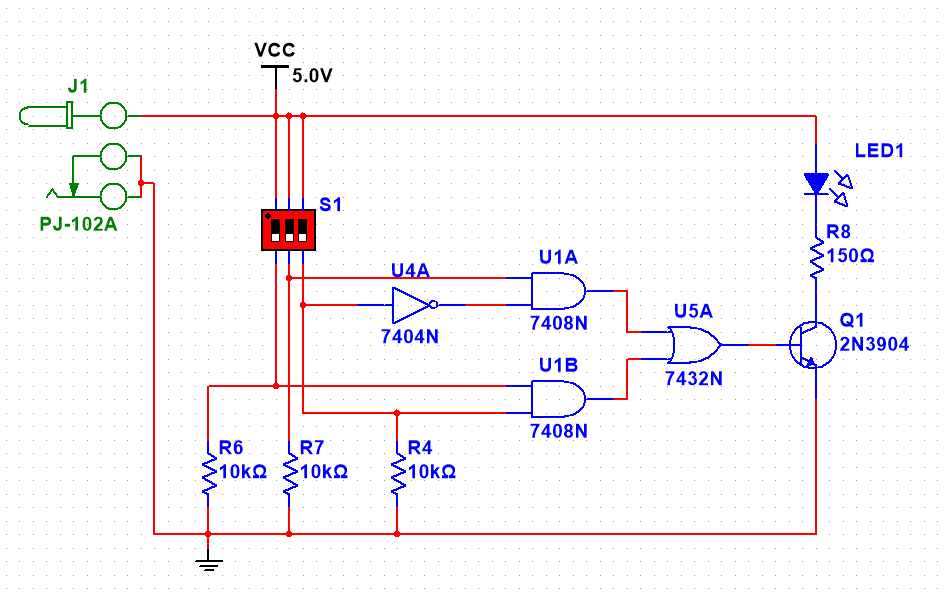 VCC
5.0V
J1
PJ-102A
S1
LED1
R8
150Ω
U4A
7404N
U1A
7408N
U5A
7432N
Q1
2N3904
U1B
7408N
R6
10kΩ
R7
10kΩ
R4
10kΩ